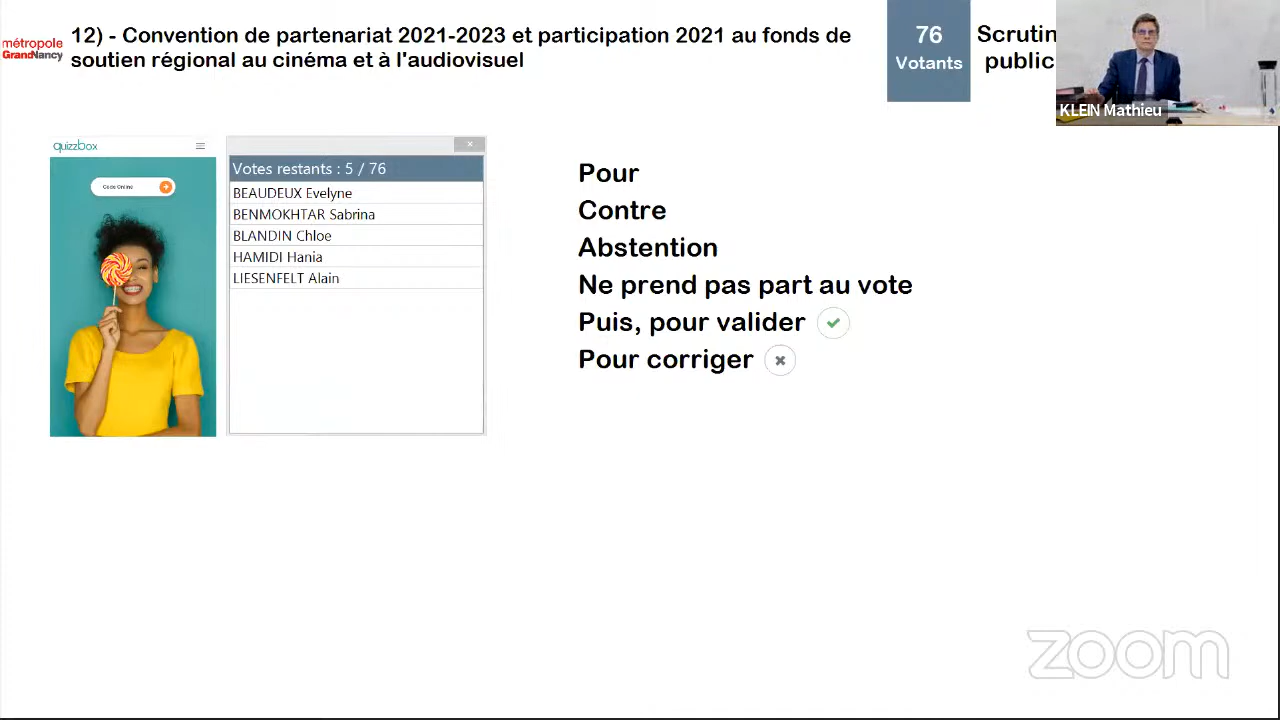 métropole
GrandNancy
12) - Convention de partenariat 2021-2023 et participation 2021 au fonds de
soutien régional au cinéma et à l'audiovisuel
76
Votants
Scrutin
public
KLEIN Mathieu
quizzbox
Code Online
Votes restants : 5 / 76
BEAUDEUX Evelyne
BENMOKHTAR Sabrina
BLANDIN Chloe
HAMIDI Hania
LIESENFELT Alain
Pour
Contre
Abstention
Ne prend pas part au vote
Puis, pour valider
Pour corriger
zoom